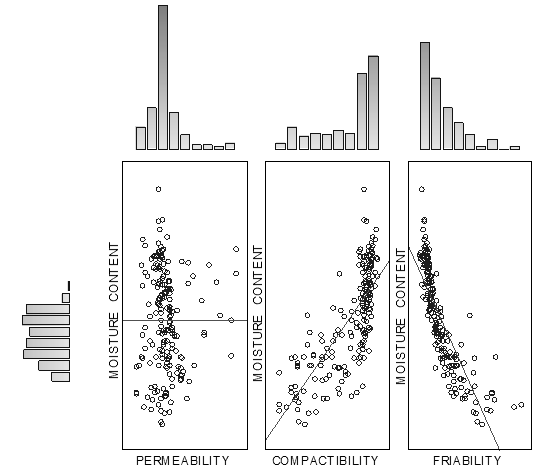 MOISTURE CONTENT
MOISTURE CONTENT
MOISTURE CONTENT
PERMEABILITY
COMPACTIBILITY
FRIABILITY